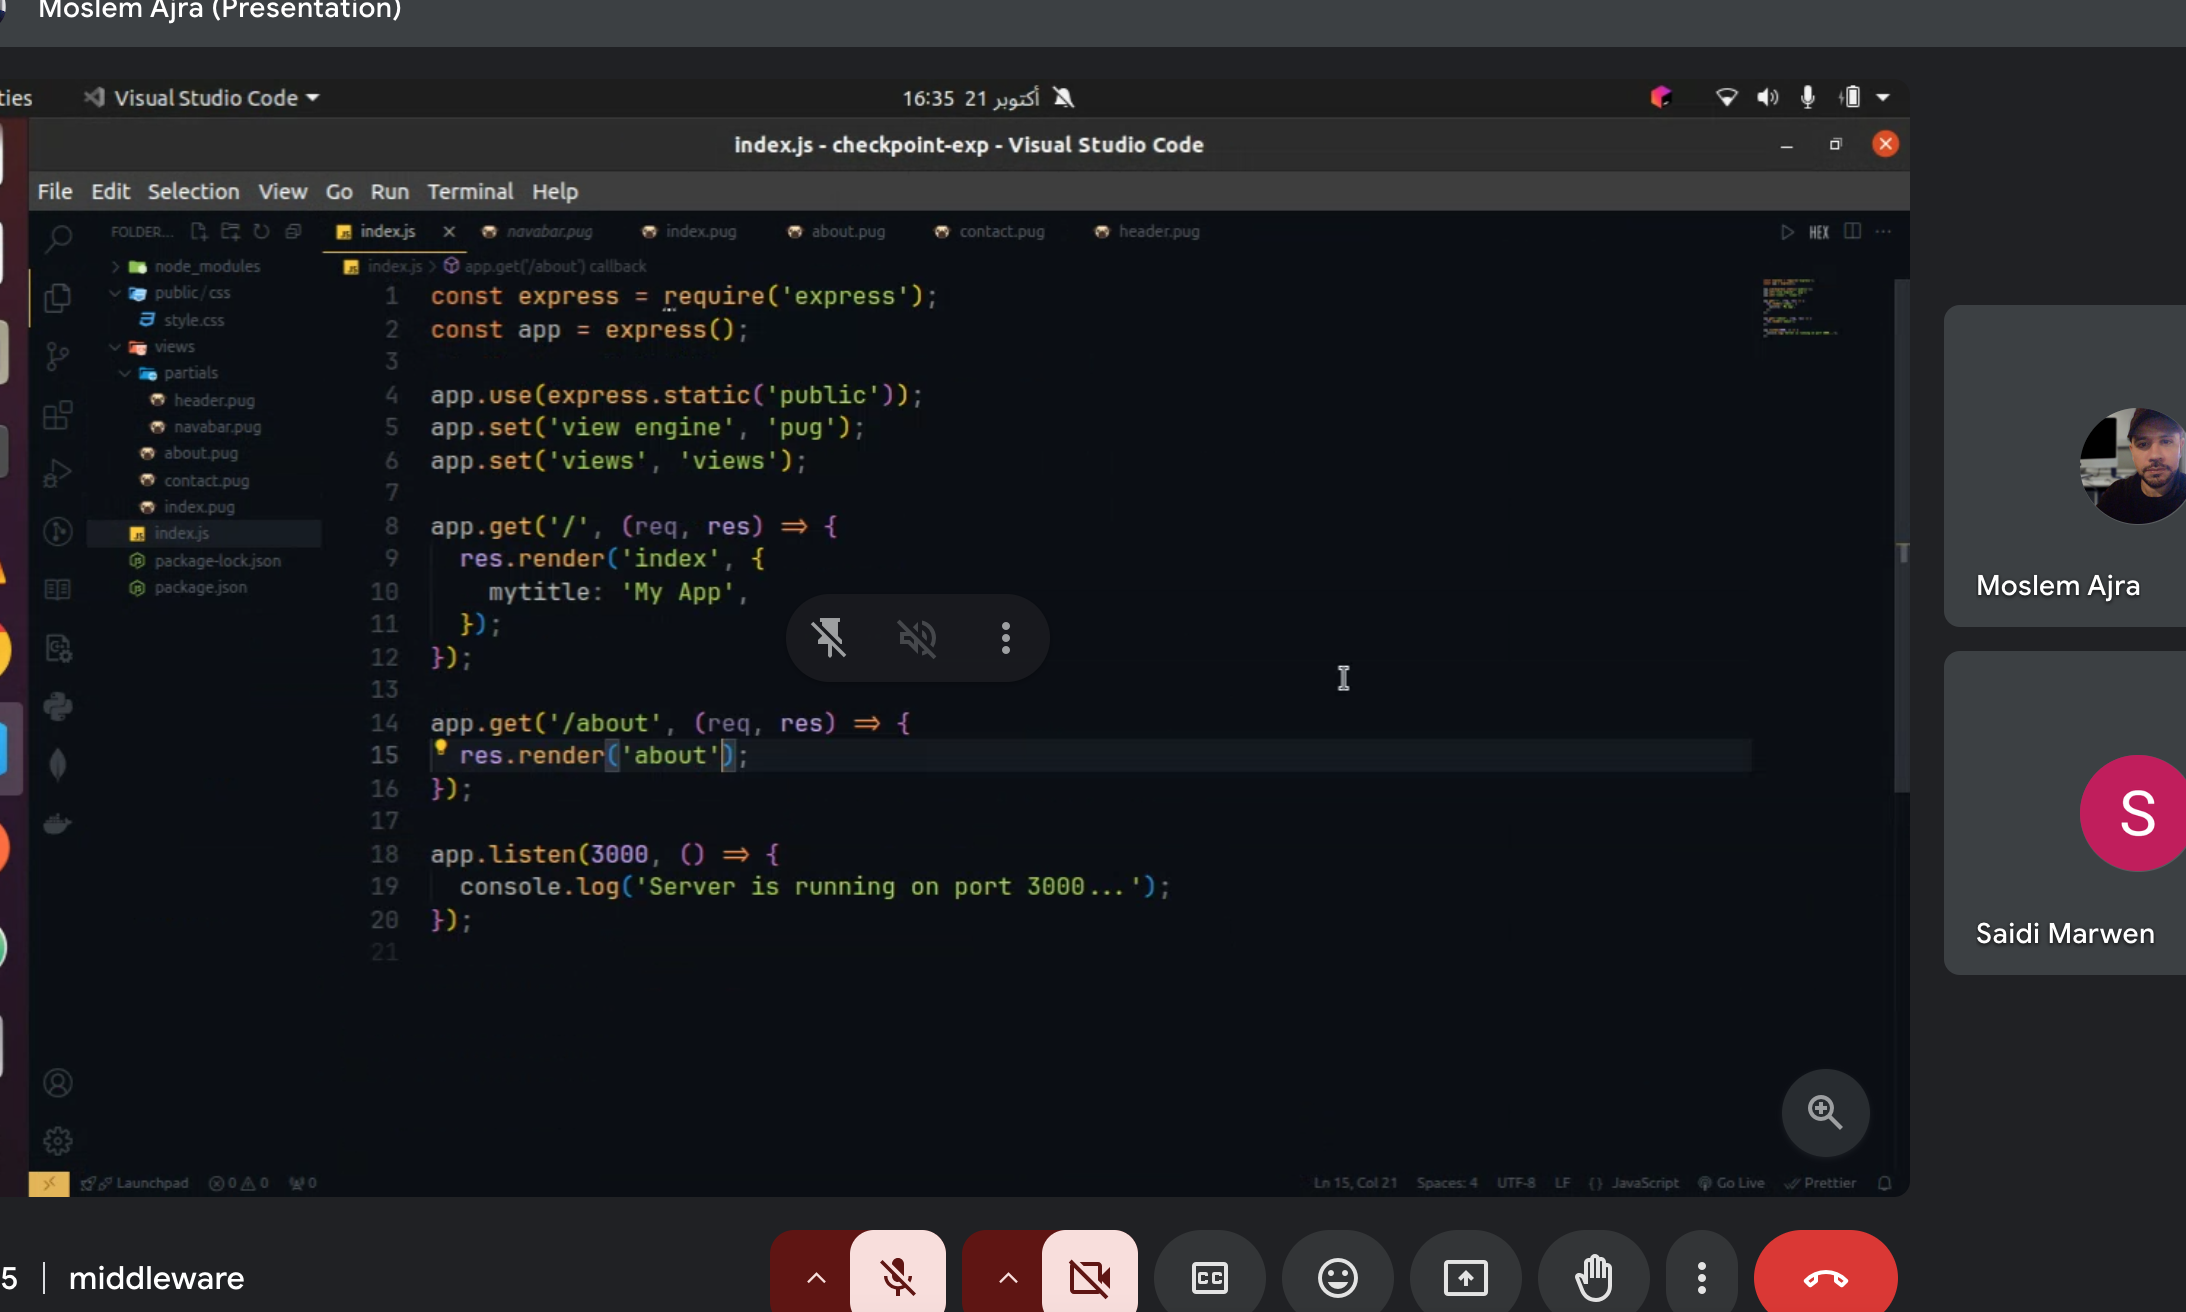 Moslem Ajra (Presentation)
Visual Studio Code
16:35 21 أكتوبر
index.js - checkpoint-exp - Visual Studio Code
File Edit Selection View Go Run Terminal Help
FOLDER...
index.js navabar.pug index.pug about.pug contact.pug header.pug
HEX
node_modules
public/css
style.css
views
partials
header.pug
navabar.pug
about.pug
contact.pug
index.pug
index.js
package-lock.json
package.json
index.js > app.get('/about') callback
1 const express = require('express');
2 const app = express();
3
4 app.use(express.static('public'));
5 app.set('view engine', 'pug');
6 app.set('views', 'views');
7
8 app.get('/', (req, res) => {
9 res.render('index', {
10 mytitle: 'My App',
11 });
12 });
13
14 app.get('/about', (req, res) => {
15 res.render('about');
16 });
17
18 app.listen(3000, () => {
19 console.log('Server is running on port 3000...');
20 });
21
Launchpad 0 0 0
Ln 15, Col 21 Spaces: 4 UTF-8 LF {} JavaScript Go Live Prettier
Moslem Ajra
S
Saidi Marwen
5 | middleware
CC